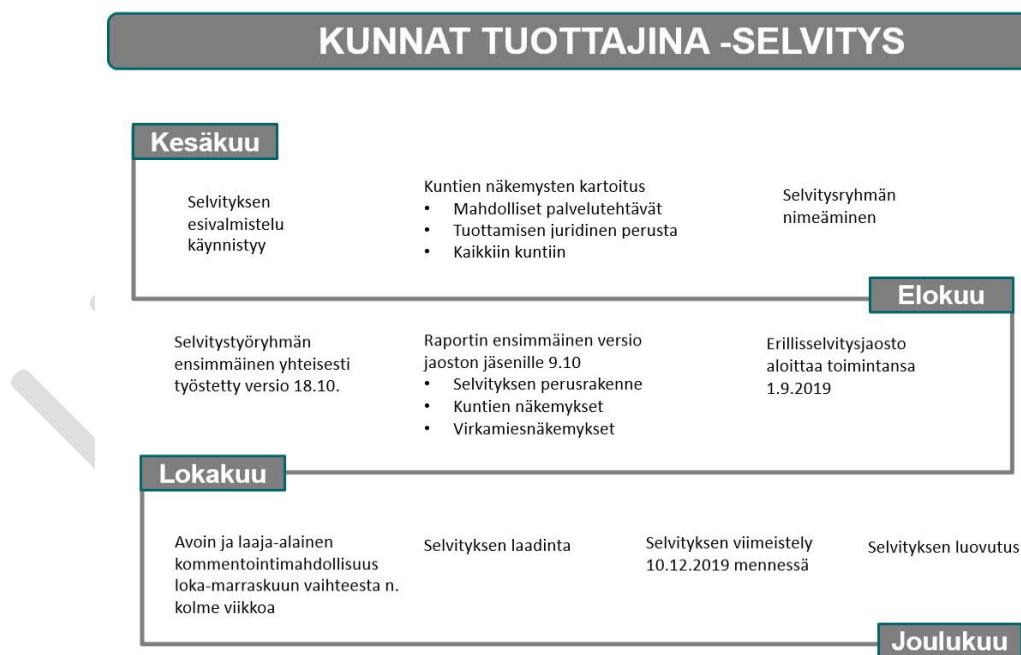 KUNNAT TUOTTAJINA -SELVITYS
Kesäkuu
Selvityksen
esivalmistelu
käynnistyy
Kuntien näkemysten kartoitus
• Mahdolliset palvelutehtävät
• Tuottamisen juridinen perusta
• Kaikkiin kuntiin
Selvitysryhmän
nimeäminen
Elokuu
Selvitystyöryhmän
ensimmäinen yhteisesti
työstetty versio 18.10.
Raportin ensimmäinen versio
jaoston jäsenille 9.10
• Selvityksen perusrakenne
• Kuntien näkemykset
• Virkamiesnäkemykset
Erillisselvitysjaosto
aloittaa toimintansa
1.9.2019
Lokakuu
Avoin ja laaja-alainen
kommentointimahdollisuus
loka-marraskuun vaihteesta n.
kolme viikkoa
Selvityksen laadinta
Selvityksen viimeistely
10.12.2019 mennessä
Selvityksen luovutus
Joulukuu